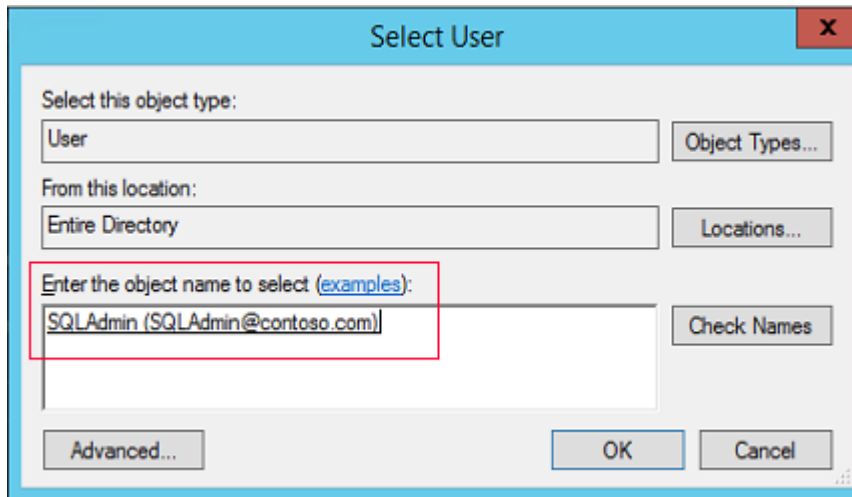 Select User
x
Select this object type:
User
Object Types...
From this location:
Entire Directory
Locations...
Enter the object name to select (examples):
SQLAdmin (SQLAdmin@contoso.com)
Check Names
Advanced...
OK
Cancel